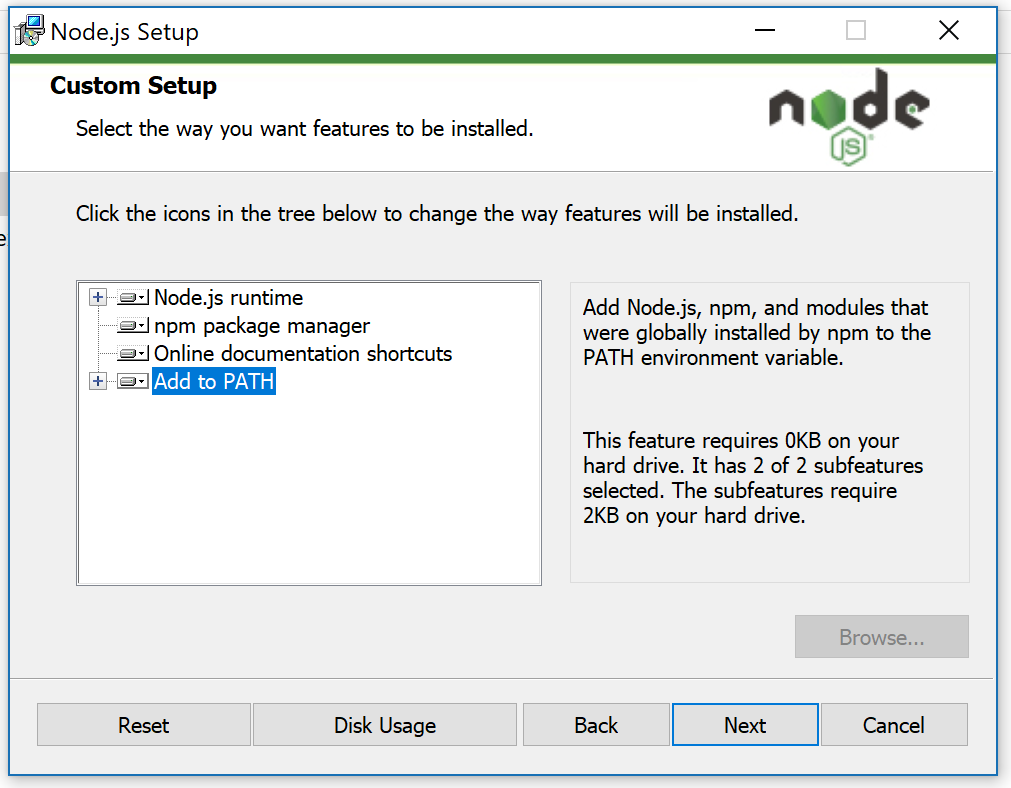 Node.js Setup
Custom Setup
Select the way you want features to be installed.
node
JS
Click the icons in the tree below to change the way features will be installed.
Node.js runtime
npm package manager
Online documentation shortcuts
Add to PATH
Add Node.js, npm, and modules that
were globally installed by npm to the
PATH environment variable.
This feature requires 0KB on your
hard drive. It has 2 of 2 subfeatures
selected. The subfeatures require
2KB on your hard drive.
Browse...
Reset
Disk Usage
Back
Next
Cancel